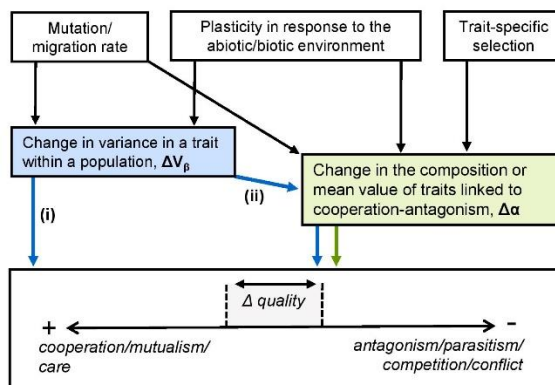 Mutation/
migration rate
Plasticity in response to the
abiotic/biotic environment
Trait-specific
selection
Change in variance in a trait
within a population, ΔVβ
(i)
(ii)
Change in the composition or
mean value of traits linked to
cooperation-antagonism, Δα
Δ quality
+
-
cooperation/mutualism/
care
antagonism/parasitism/
competition/conflict